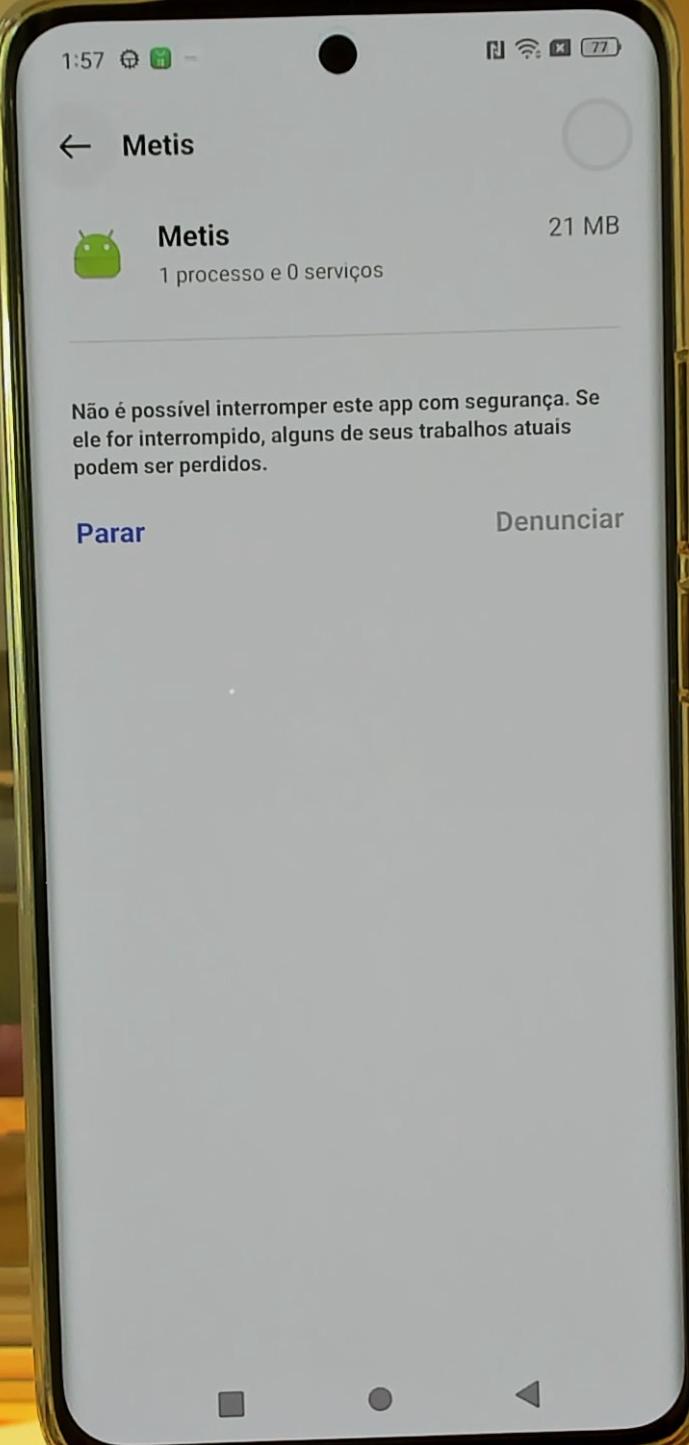 1:57
77
Metis
Metis
21 MB
1 processo e 0 serviços
Não é possível interromper este app com segurança. Se
ele for interrompido, alguns de seus trabalhos atuais
podem ser perdidos.
Parar
Denunciar